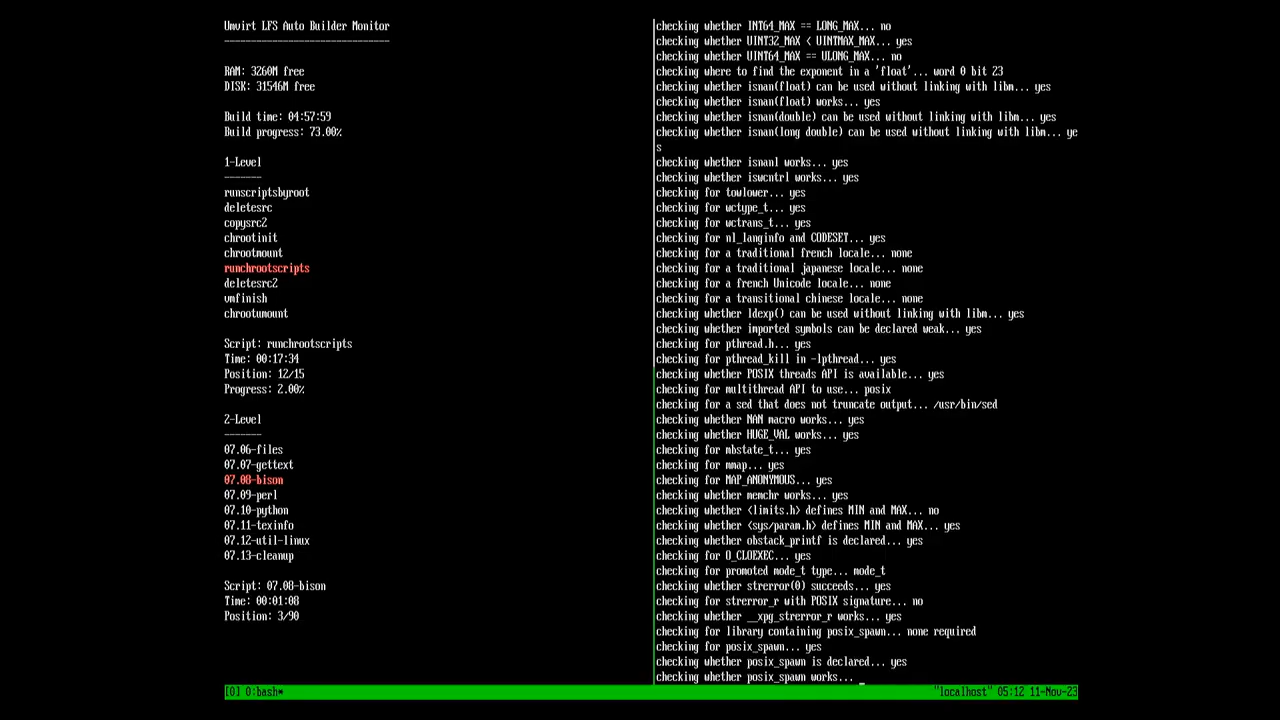 Umvirt LFS Auto Builder Monitor
-------------------------------
RAM: 3260M free
DISK: 31546M free
Build time: 04:57:59
Build progress: 73.00%
1-Level
-------
runscriptsbyroot
deletesrc
copysrc2
chrootinit
chrootmount
runchrootscripts
deletesrc2
vmfinish
chrootumount
Script: runchrootscripts
Time: 00:17:34
Position: 12/15
Progress: 2.00%
2-Level
-------
07.06-files
07.07-gettext
07.08-bison
07.09-perl
07.10-python
07.11-texinfo
07.12-util-linux
07.13-cleanup
Script: 07.08-bison
Time: 00:01:08
Position: 3/90
checking whether INT64_MAX == LONG_MAX... no
checking whether UINT32_MAX < UINTMAX_MAX... yes
checking whether UINT64_MAX == ULONG_MAX... no
checking where to find the exponent in a 'float'... word 0 bit 23
checking whether isnan(float) can be used without linking with libm... yes
checking whether isnan(float) works... yes
checking whether isnan(double) can be used without linking with libm... yes
checking whether isnan(long double) can be used without linking with libm... ye
s
checking whether isnanl works... yes
checking whether iswcntrl works... yes
checking for towlower... yes
checking for wctype_t... yes
checking for wctrans_t... yes
checking for nl_langinfo and CODESET... yes
checking for a traditional french locale... none
checking for a traditional japanese locale... none
checking for a french Unicode locale... none
checking for a transitional chinese locale... none
checking whether ldexp() can be used without linking with libm... yes
checking whether imported symbols can be declared weak... yes
checking for pthread.h... yes
checking for pthread_kill in -lpthread... yes
checking whether POSIX threads API is available... yes
checking for multithread API to use... posix
checking for a sed that does not truncate output... /usr/bin/sed
checking whether NAN macro works... yes
checking whether HUGE_VAL works... yes
checking for mbstate_t... yes
checking for mmap... yes
checking for MAP_ANONYMOUS... yes
checking whether memchr works... yes
checking whether <limits.h> defines MIN and MAX... no
checking whether <sys/param.h> defines MIN and MAX... yes
checking whether obstack_printf is declared... yes
checking for O_CLOEXEC... yes
checking for promoted mode_t type... mode_t
checking whether strerror(0) succeeds... yes
checking for strerror_r with POSIX signature... no
checking whether __xpg_strerror_r works... yes
checking for library containing posix_spawn... none required
checking for posix_spawn... yes
checking whether posix_spawn is declared... yes
checking whether posix_spawn works... _
[0] 0:bash* "localhost" 05:12 11-Nov-23